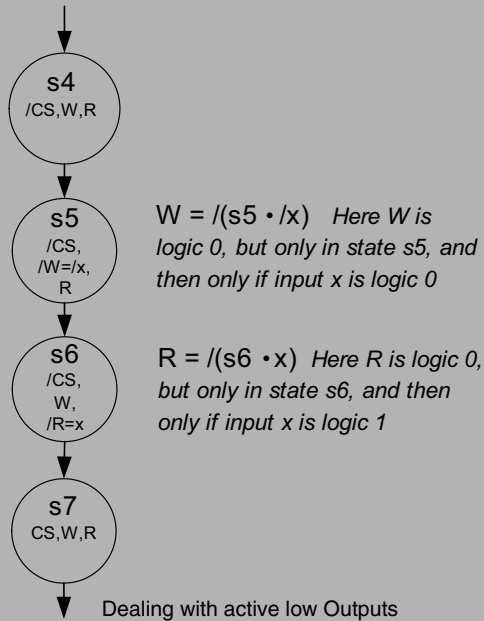 s4
/CS,W,R
s5
/CS,
/W=/x,
R
W = /(s5 • /x) Here W is
logic 0, but only in state s5, and
then only if input x is logic 0
s6
/CS,
W,
/R=x
R = /(s6 • x) Here R is logic 0,
but only in state s6, and then
only if input x is logic 1
s7
CS,W,R
Dealing with active low Outputs